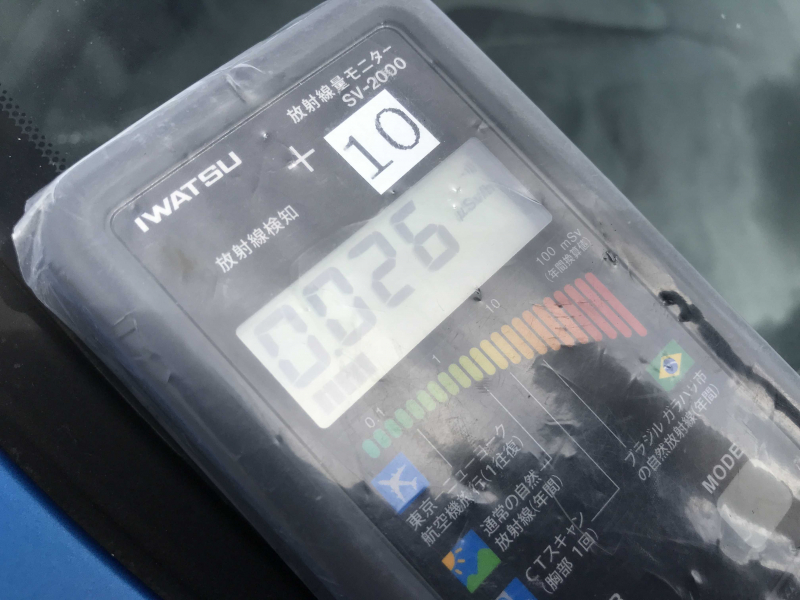 放射線量モニター
SV-2000
IWATSU
+
10
放射線検知
0026
μSv/h
100 mSv
(年間換算値)
10
1
0.1
東京ーニューヨーク
航空機旅行(1往復)
通常の自然
放射線(年間)
CTスキャン
(胸部 1回)
ブラジル ガラパリ市
の自然放射線(年間)
MODE